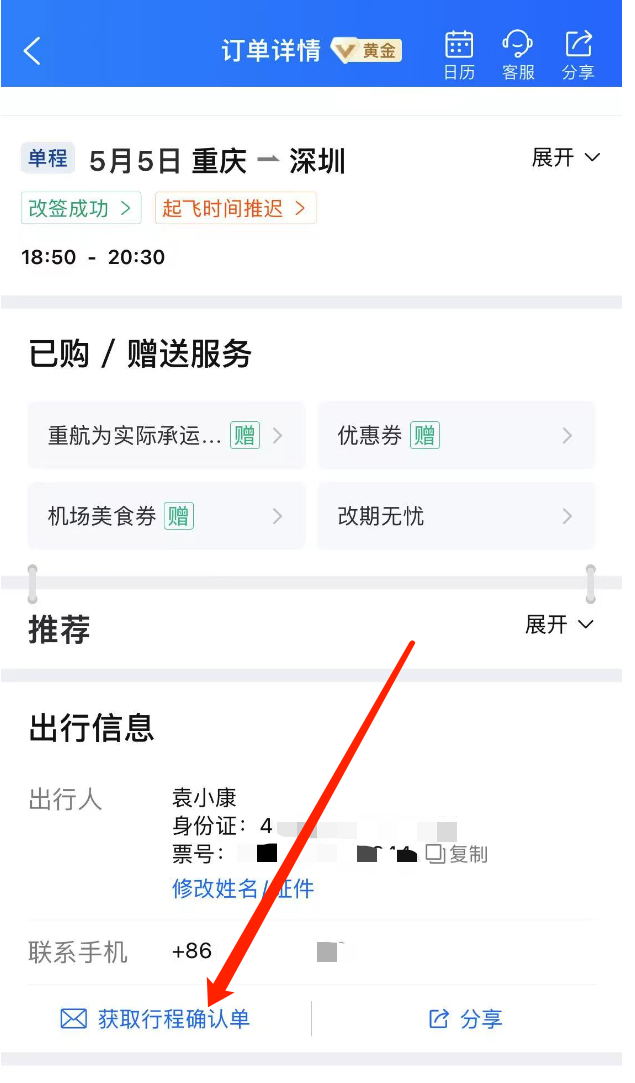 订单详情 黄金
日历 客服 分享
单程 5月5日 重庆 深圳 展开
改签成功 > 起飞时间推迟 >
18:50 - 20:30
已购 / 赠送服务
重航为实际承运... 赠
优惠券 赠
机场美食券 赠
改期无忧
推荐 展开
出行信息
出行人 袁小康
身份证：4
票号： 复制
修改姓名/证件
联系手机 +86
获取行程确认单 分享